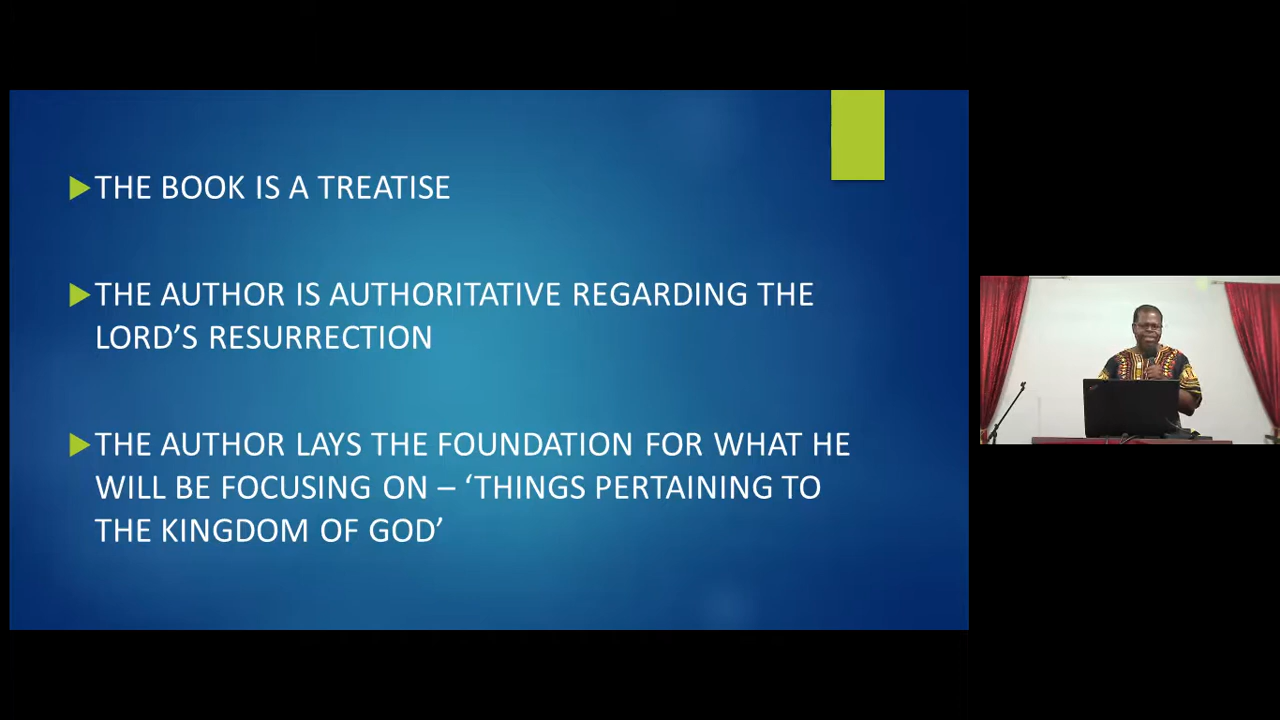 THE BOOK IS A TREATISE
THE AUTHOR IS AUTHORITATIVE REGARDING THE
LORD’S RESURRECTION
THE AUTHOR LAYS THE FOUNDATION FOR WHAT HE
WILL BE FOCUSING ON – ‘THINGS PERTAINING TO
THE KINGDOM OF GOD’